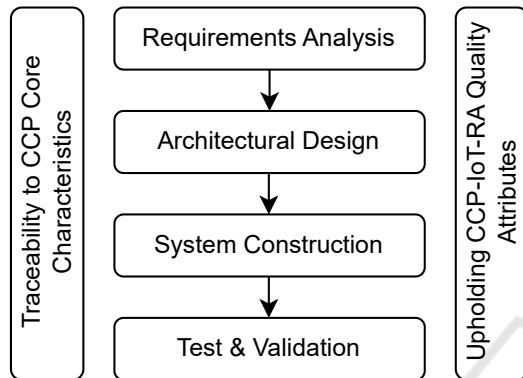 Traceability to CCP Core
Characteristics
Requirements Analysis
Architectural Design
System Construction
Test & Validation
Upholding CCP-IoT-RA Quality
Attributes